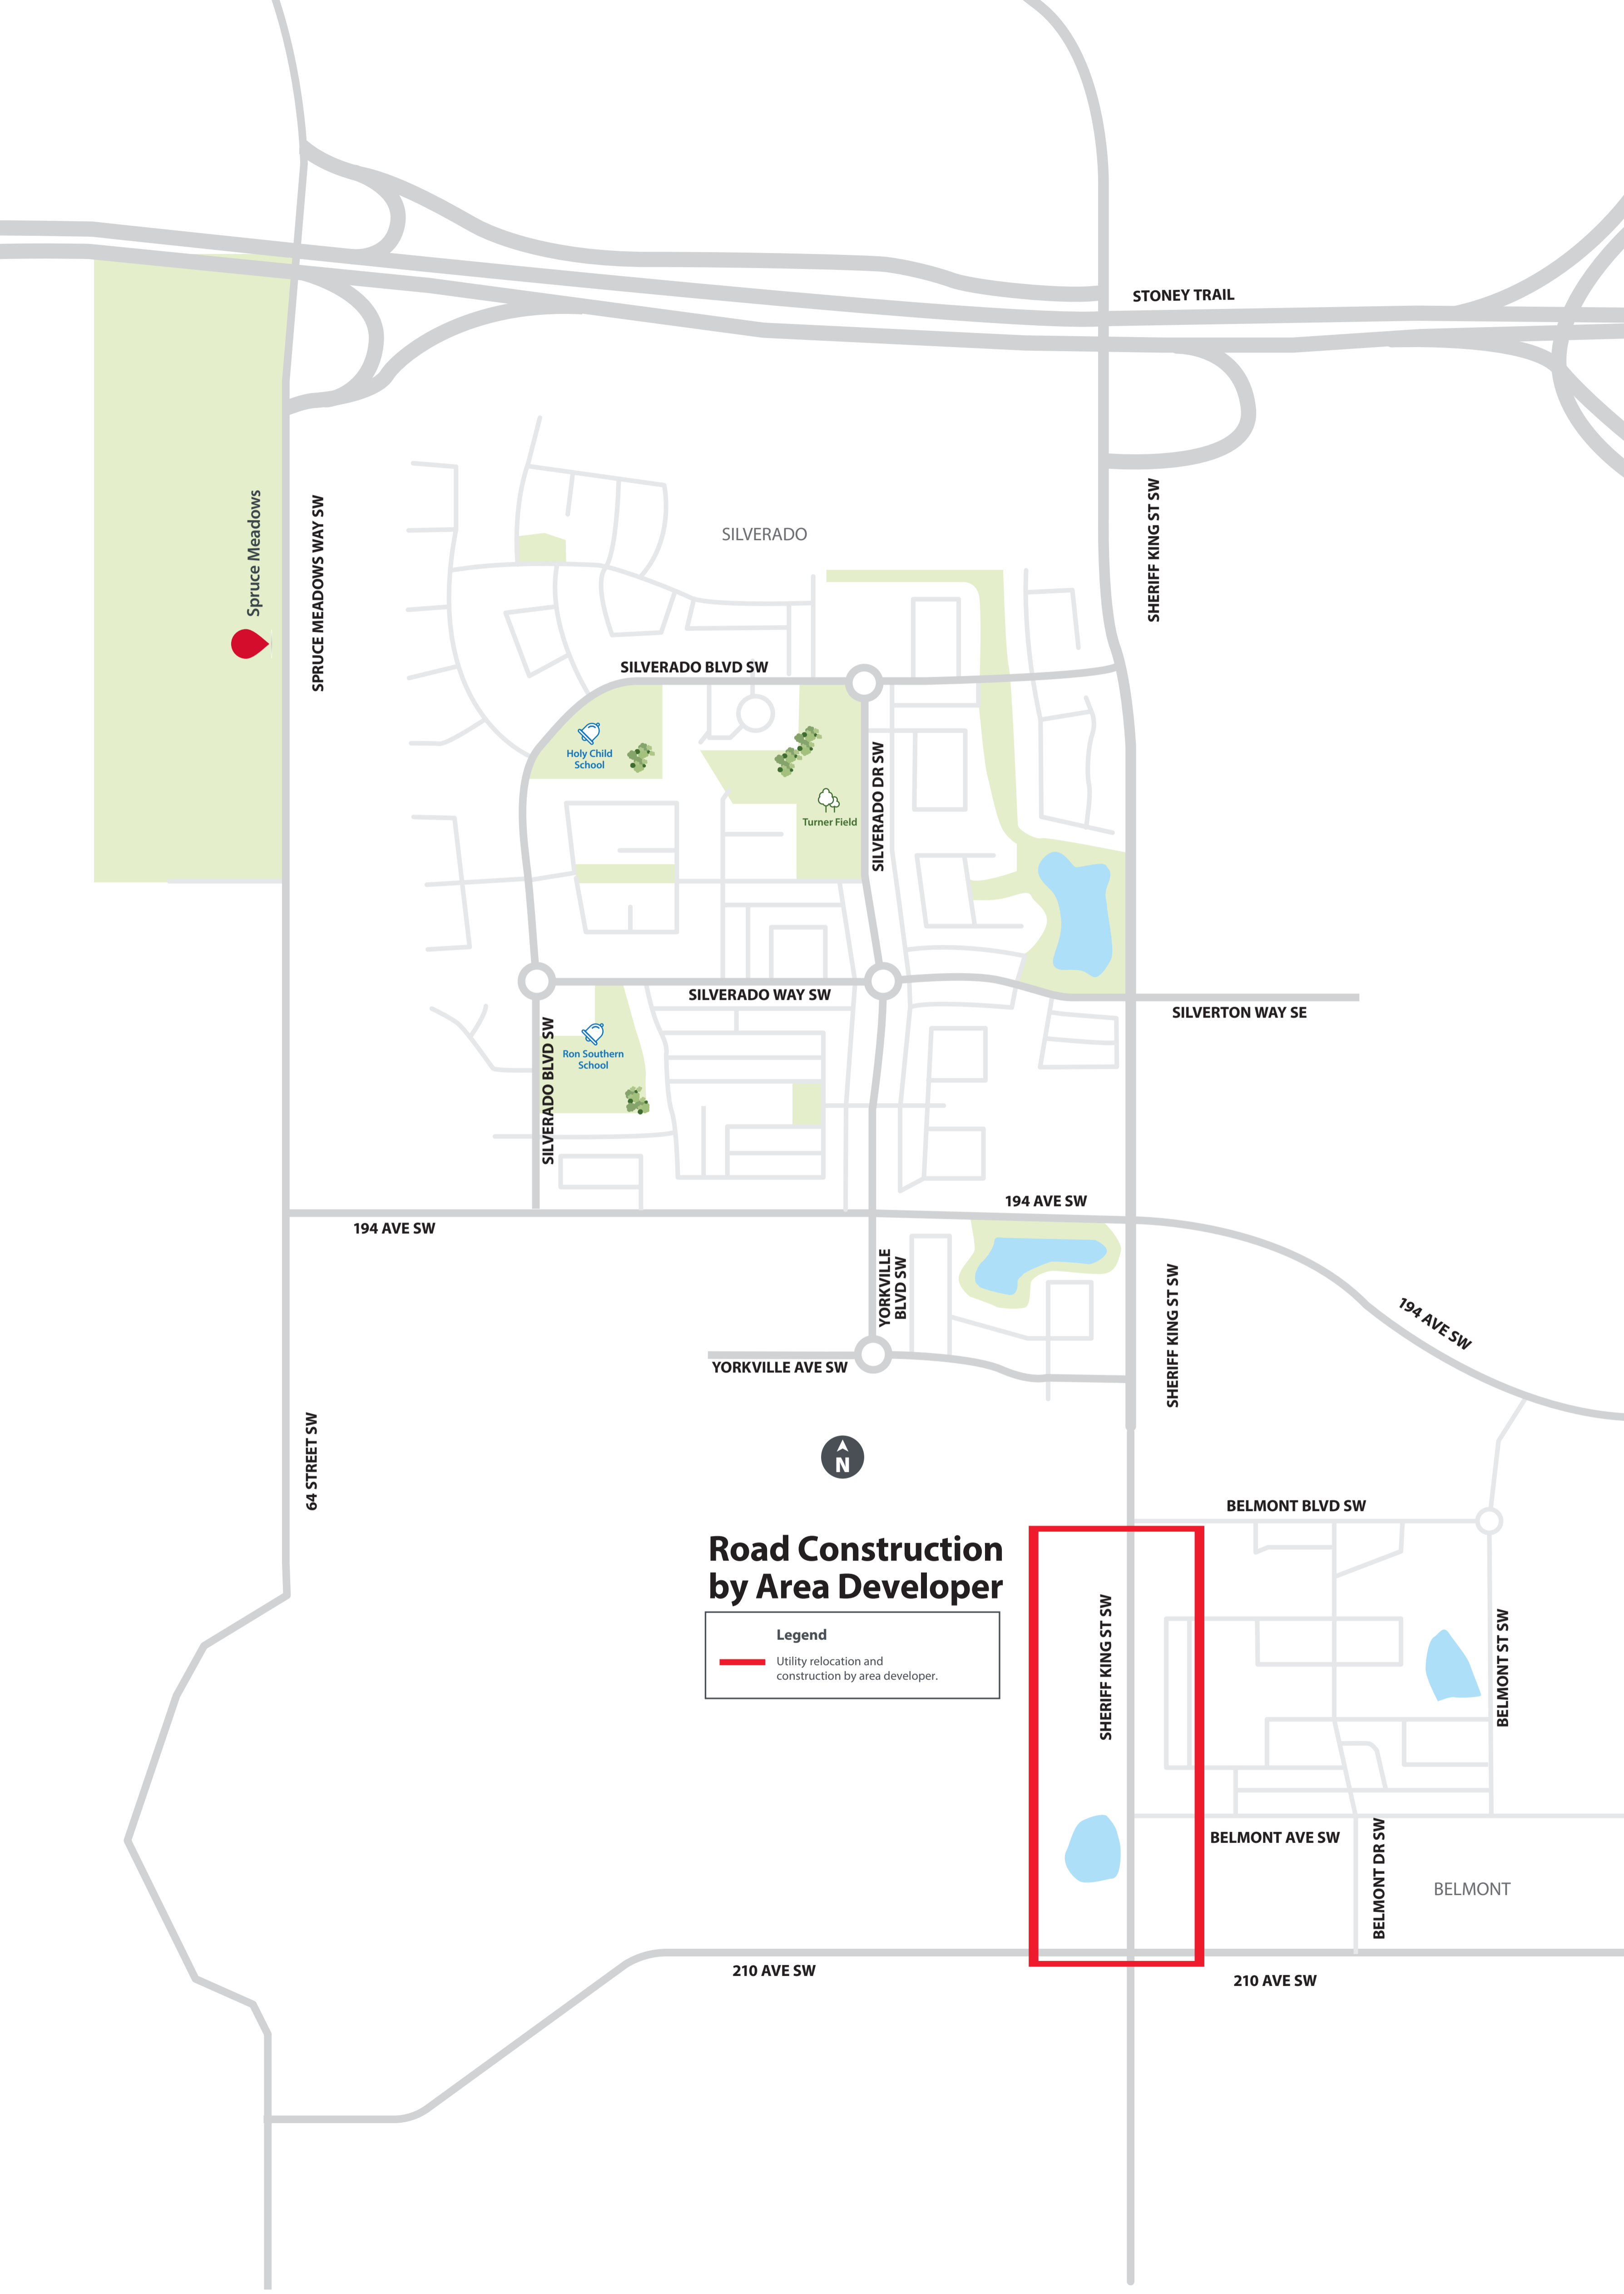 STONEY TRAIL
SHERIFF KING ST SW
Spruce Meadows
SPRUCE MEADOWS WAY SW
SILVERADO
SILVERADO BLVD SW
Holy Child
School
Turner Field
SILVERADO DR SW
SILVERADO WAY SW
SILVERTON WAY SE
Ron Southern
School
SILVERADO BLVD SW
194 AVE SW
194 AVE SW
YORKVILLE
BLVD SW
SHERIFF KING ST SW
194 AVE SW
YORKVILLE AVE SW
64 STREET SW
N
BELMONT BLVD SW
Road Construction
by Area Developer
Legend
Utility relocation and
construction by area developer.
SHERIFF KING ST SW
BELMONT ST SW
BELMONT AVE SW
BELMONT DR SW
BELMONT
210 AVE SW
210 AVE SW